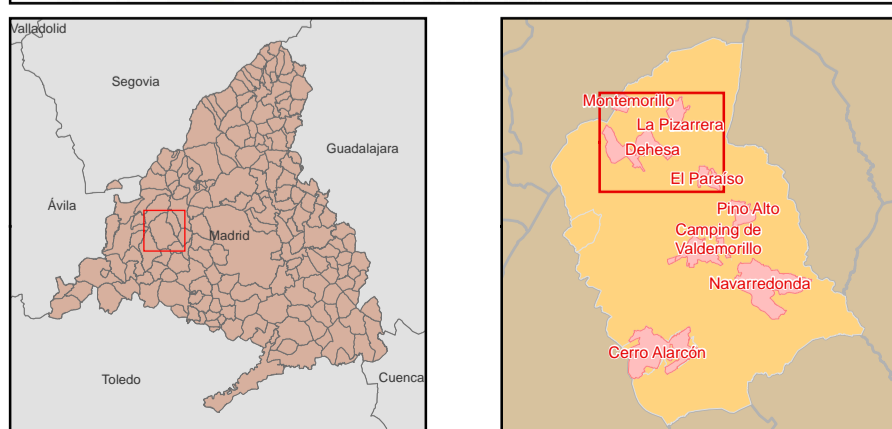 Valladolid
Segovia
Guadalajara
Ávila
Madrid
Toledo
Cuenca
Montemorillo
La Pizarrera
Dehesa
El Paraíso
Pino Alto
Camping de
Valdemorillo
Navarredonda
Cerro Alarcón